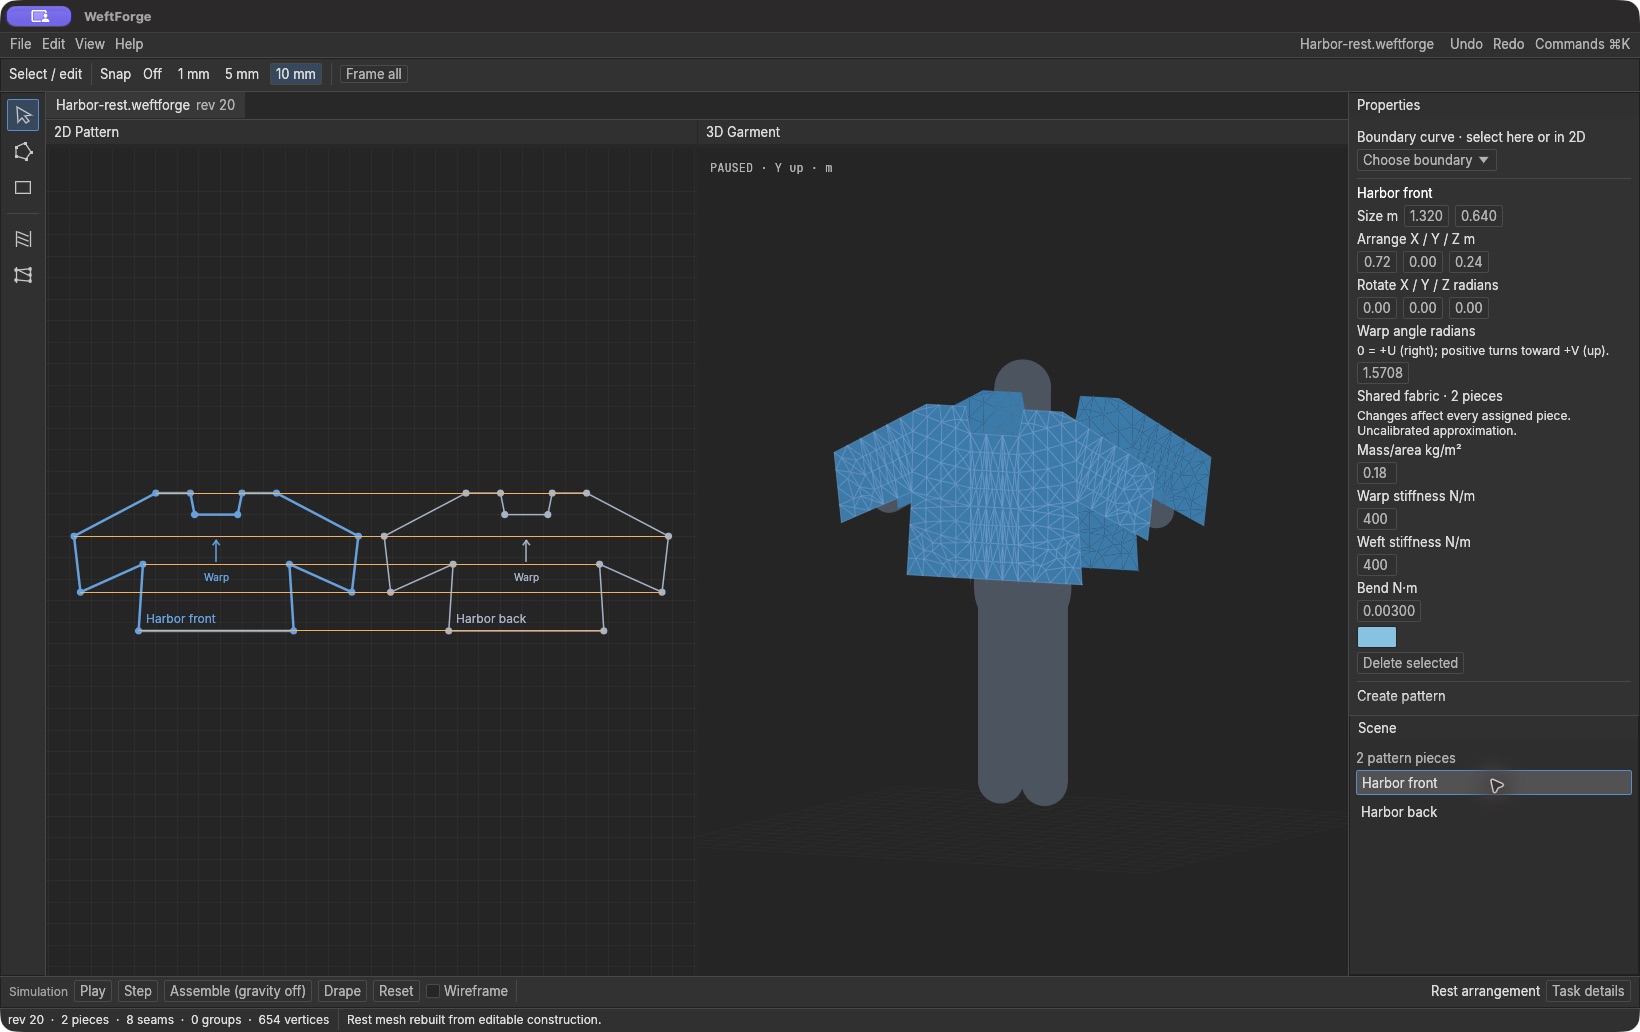 WeftForge
File Edit View Help
Harbor-rest.weftforge Undo Redo Commands ⌘K
Select / edit Snap Off 1 mm 5 mm 10 mm Frame all
Harbor-rest.weftforge rev 20
2D Pattern
Warp
Harbor front
Warp
Harbor back
3D Garment
PAUSED · Y up · m
Properties
Boundary curve · select here or in 2D
Choose boundary
Harbor front
Size m 1.320 0.640
Arrange X / Y / Z m
0.72 0.00 0.24
Rotate X / Y / Z radians
0.00 0.00 0.00
Warp angle radians
0 = +U (right); positive turns toward +V (up).
1.5708
Shared fabric · 2 pieces
Changes affect every assigned piece.
Uncalibrated approximation.
Mass/area kg/m²
0.18
Warp stiffness N/m
400
Weft stiffness N/m
400
Bend N·m
0.00300
Delete selected
Create pattern
Scene
2 pattern pieces
Harbor front
Harbor back
Simulation Play Step Assemble (gravity off) Drape Reset Wireframe
Rest arrangement Task details
rev 20 · 2 pieces · 8 seams · 0 groups · 654 vertices Rest mesh rebuilt from editable construction.